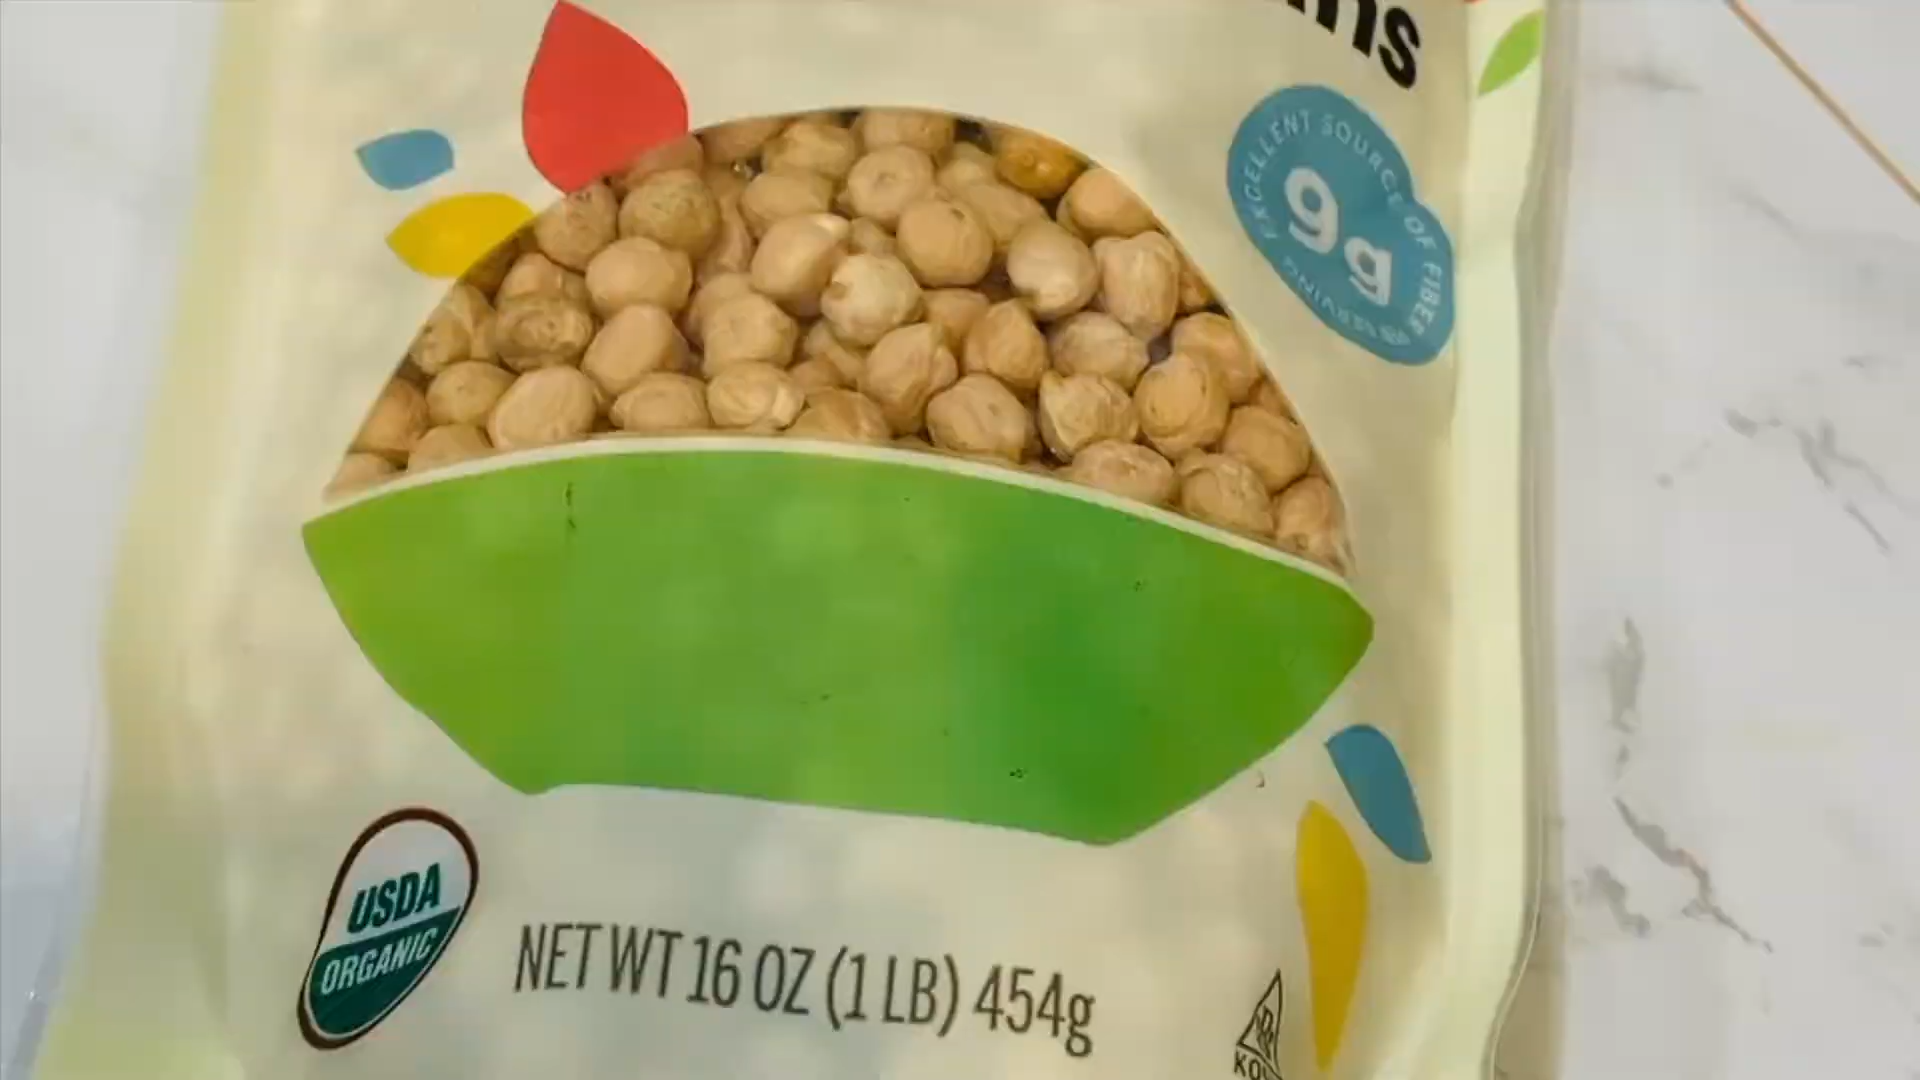 EXCELLENT SOURCE OF FIBER
9g
USDA
ORGANIC
NET WT 16 OZ (1 LB) 454g